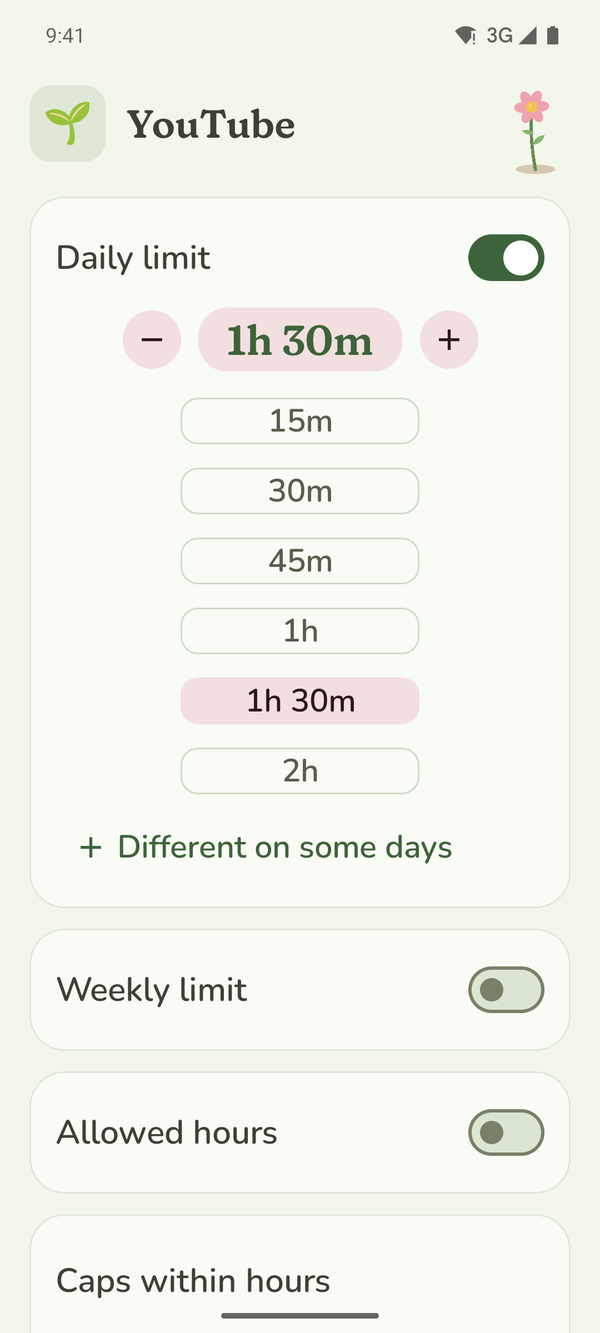 9:41
3G
YouTube
Daily limit
− 1h 30m +
15m
30m
45m
1h
1h 30m
2h
+ Different on some days
Weekly limit
Allowed hours
Caps within hours